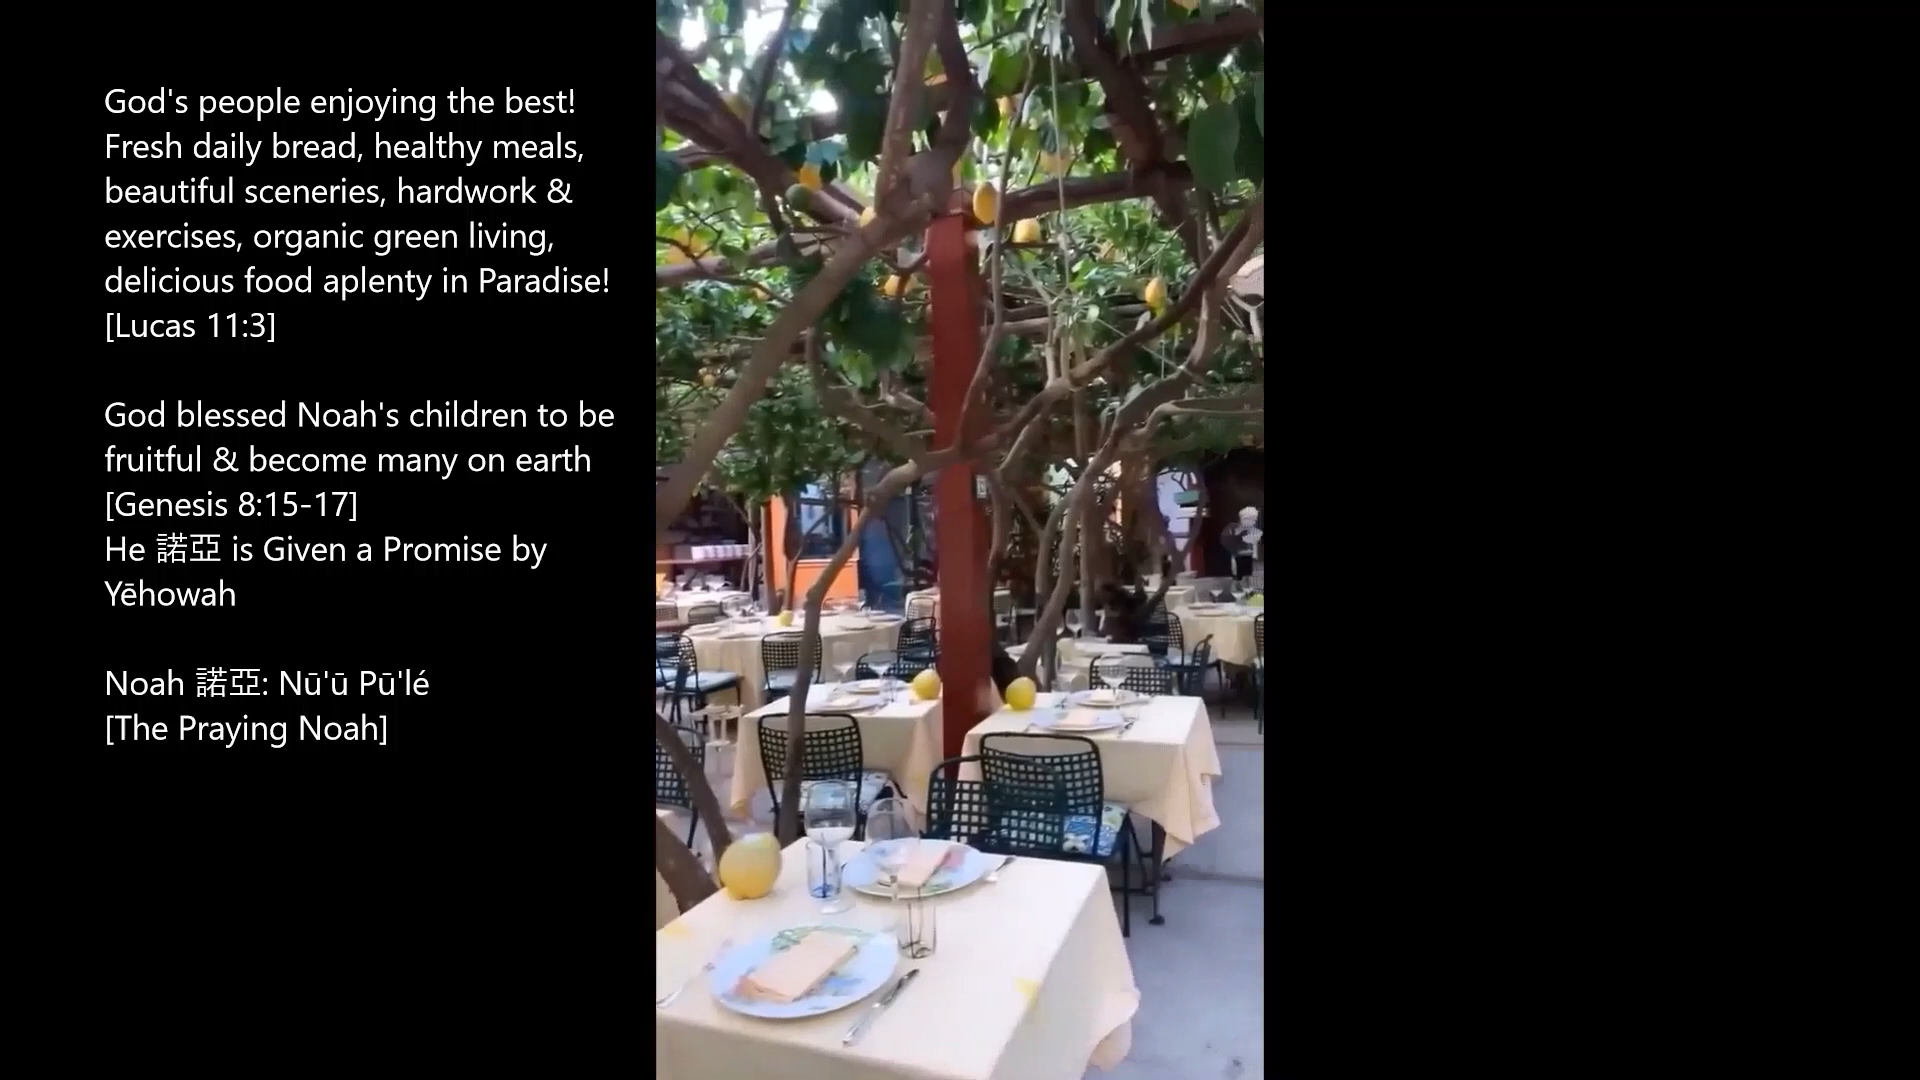 God's people enjoying the best!
Fresh daily bread, healthy meals,
beautiful sceneries, hardwork &
exercises, organic green living,
delicious food aplenty in Paradise!
[Lucas 11:3]
God blessed Noah's children to be
fruitful & become many on earth
[Genesis 8:15-17]
He 諾亞 is Given a Promise by
Yēhowah
Noah 諾亞: Nū'ū Pū'lé
[The Praying Noah]